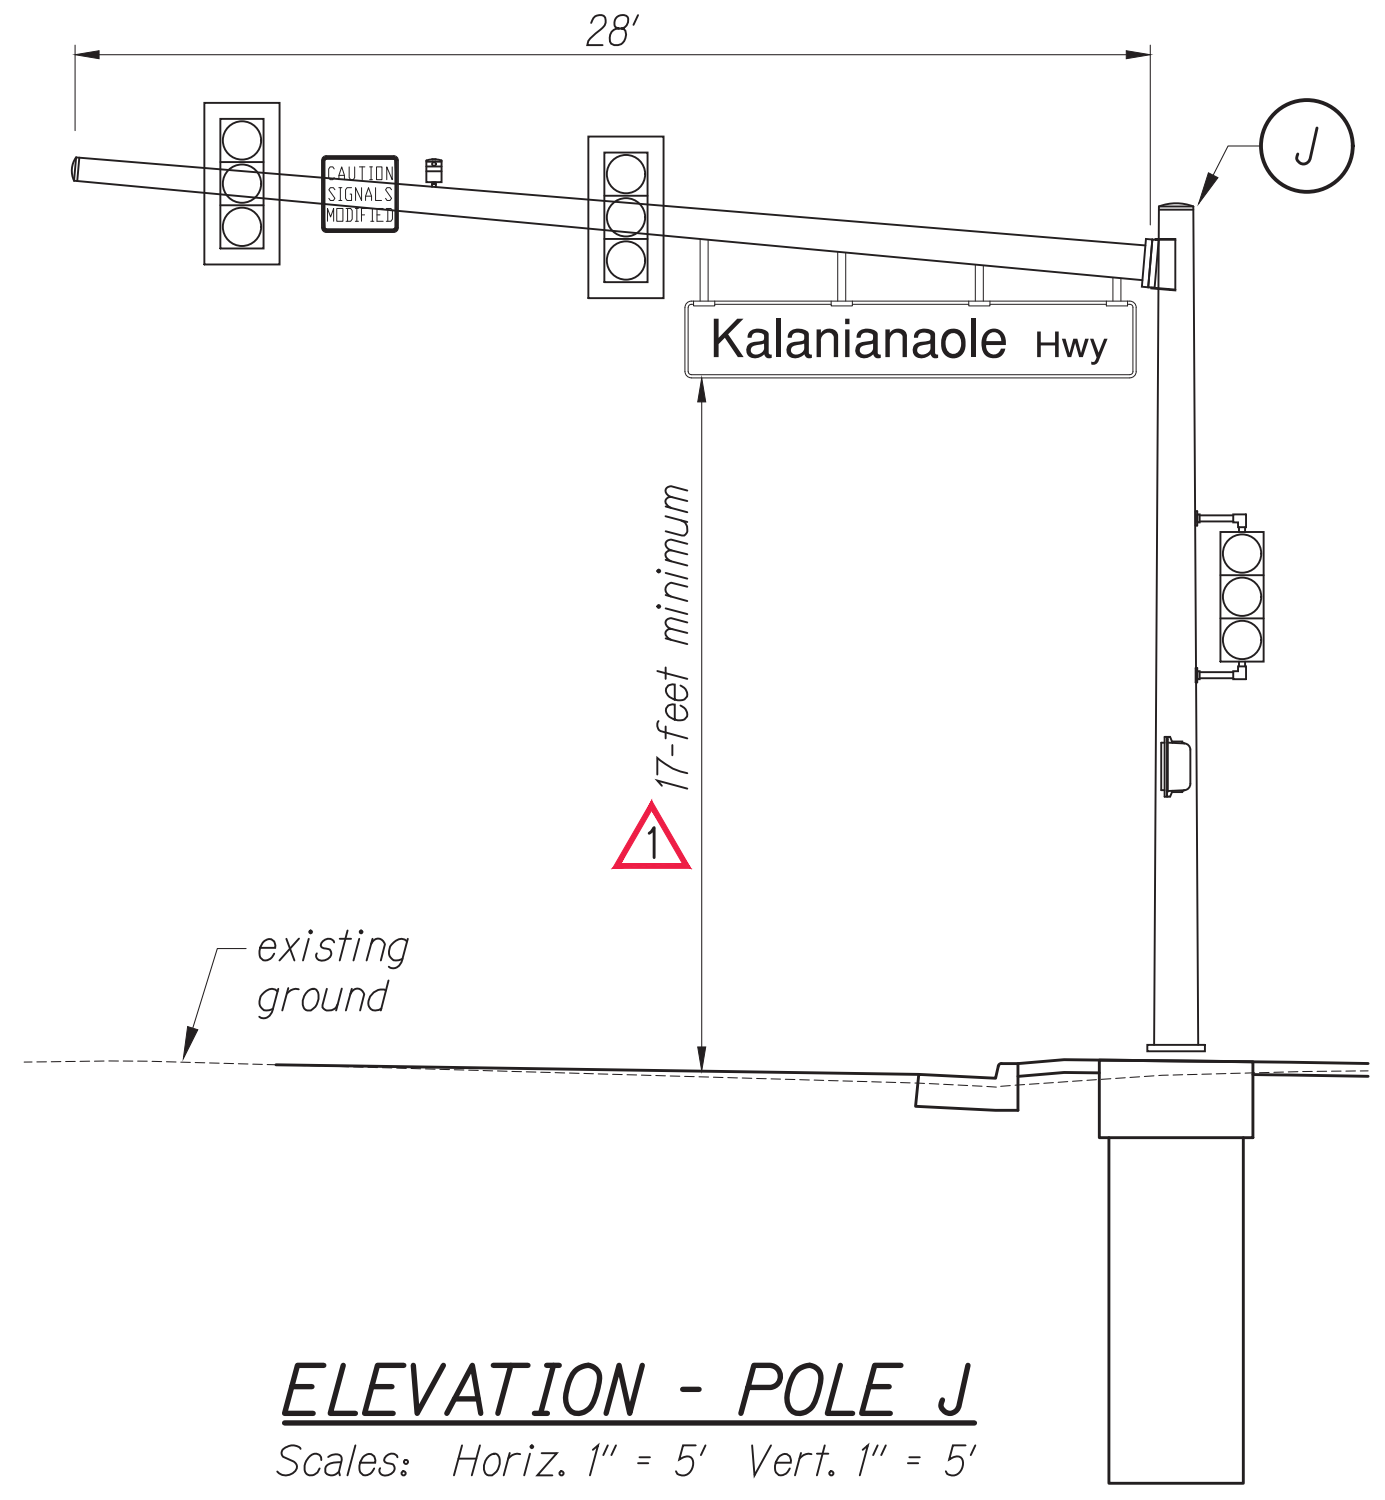 28'
J
CAUTION
SIGNALS
MODIFIED
Kalanianaole Hwy
17-feet minimum
1
existing
ground
ELEVATION - POLE J
Scales: Horiz. 1" = 5' Vert. 1" = 5'